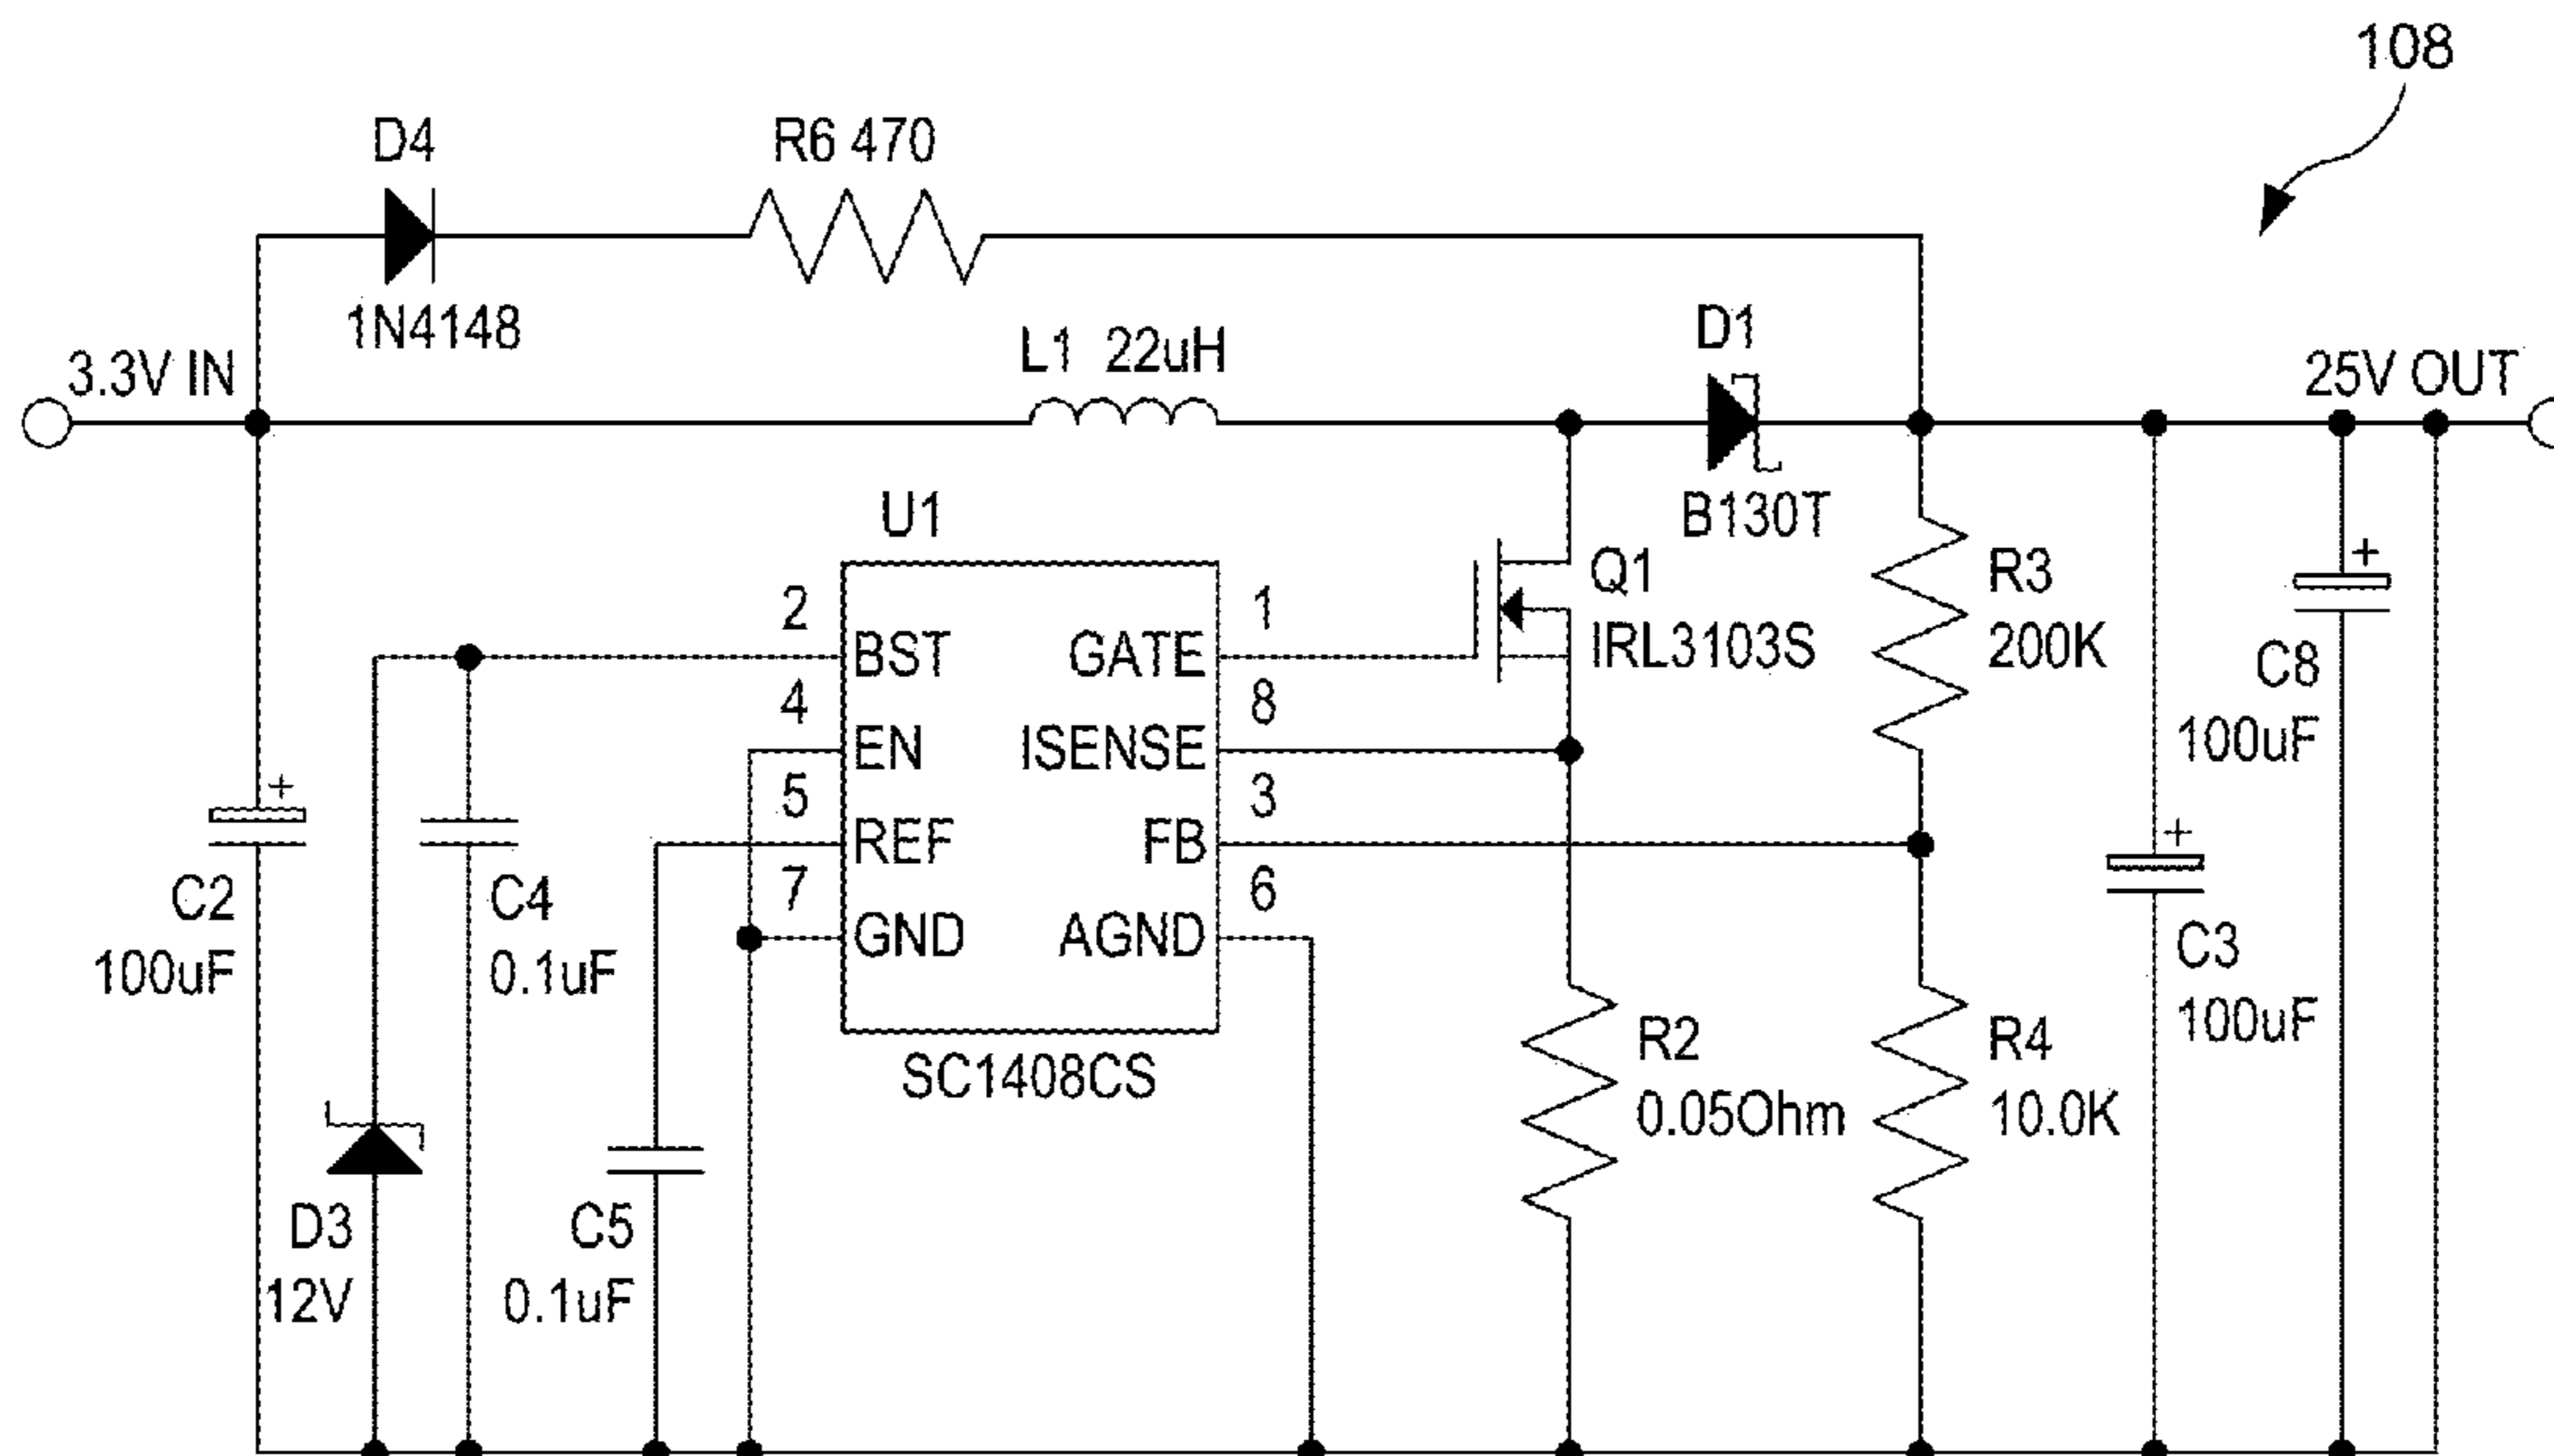 108
D4
R6 470
1N4148
3.3V IN
L1 22uH
D1
25V OUT
B130T
U1
2
BST
GATE
1
4
EN
ISENSE
8
5
REF
FB
3
7
GND
AGND
6
SC1408CS
Q1
IRL3103S
R3
200K
C8
100uF
+
C2
100uF
+
C4
0.1uF
C3
100uF
+
R2
0.05Ohm
R4
10.0K
D3
12V
C5
0.1uF